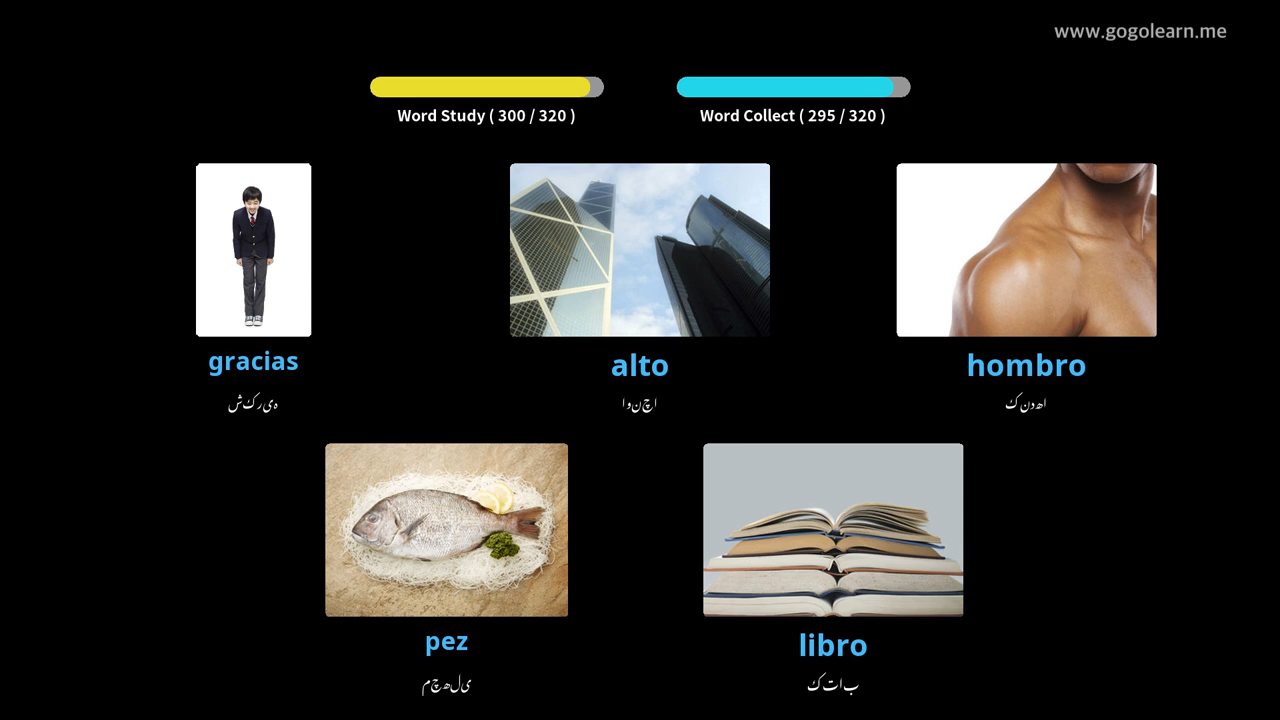 www.gogolearn.me
Word Study ( 300 / 320 )
Word Collect ( 295 / 320 )
gracias
شکریہ
alto
اونچا
hombro
کندھا
pez
مچھلی
libro
کتاب